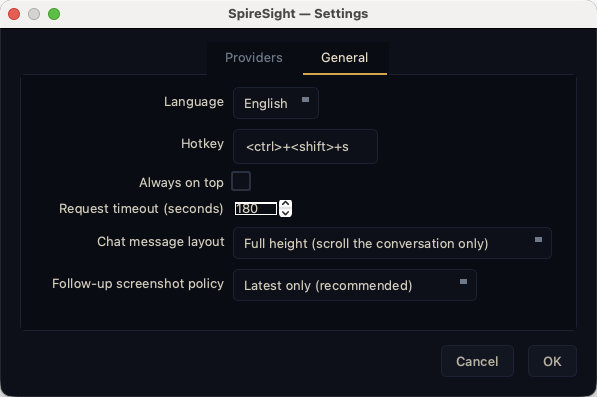 SpireSight — Settings
Providers
General
Language
English
Hotkey
<ctrl>+<shift>+s
Always on top
Request timeout (seconds)
180
Chat message layout
Full height (scroll the conversation only)
Follow-up screenshot policy
Latest only (recommended)
Cancel
OK